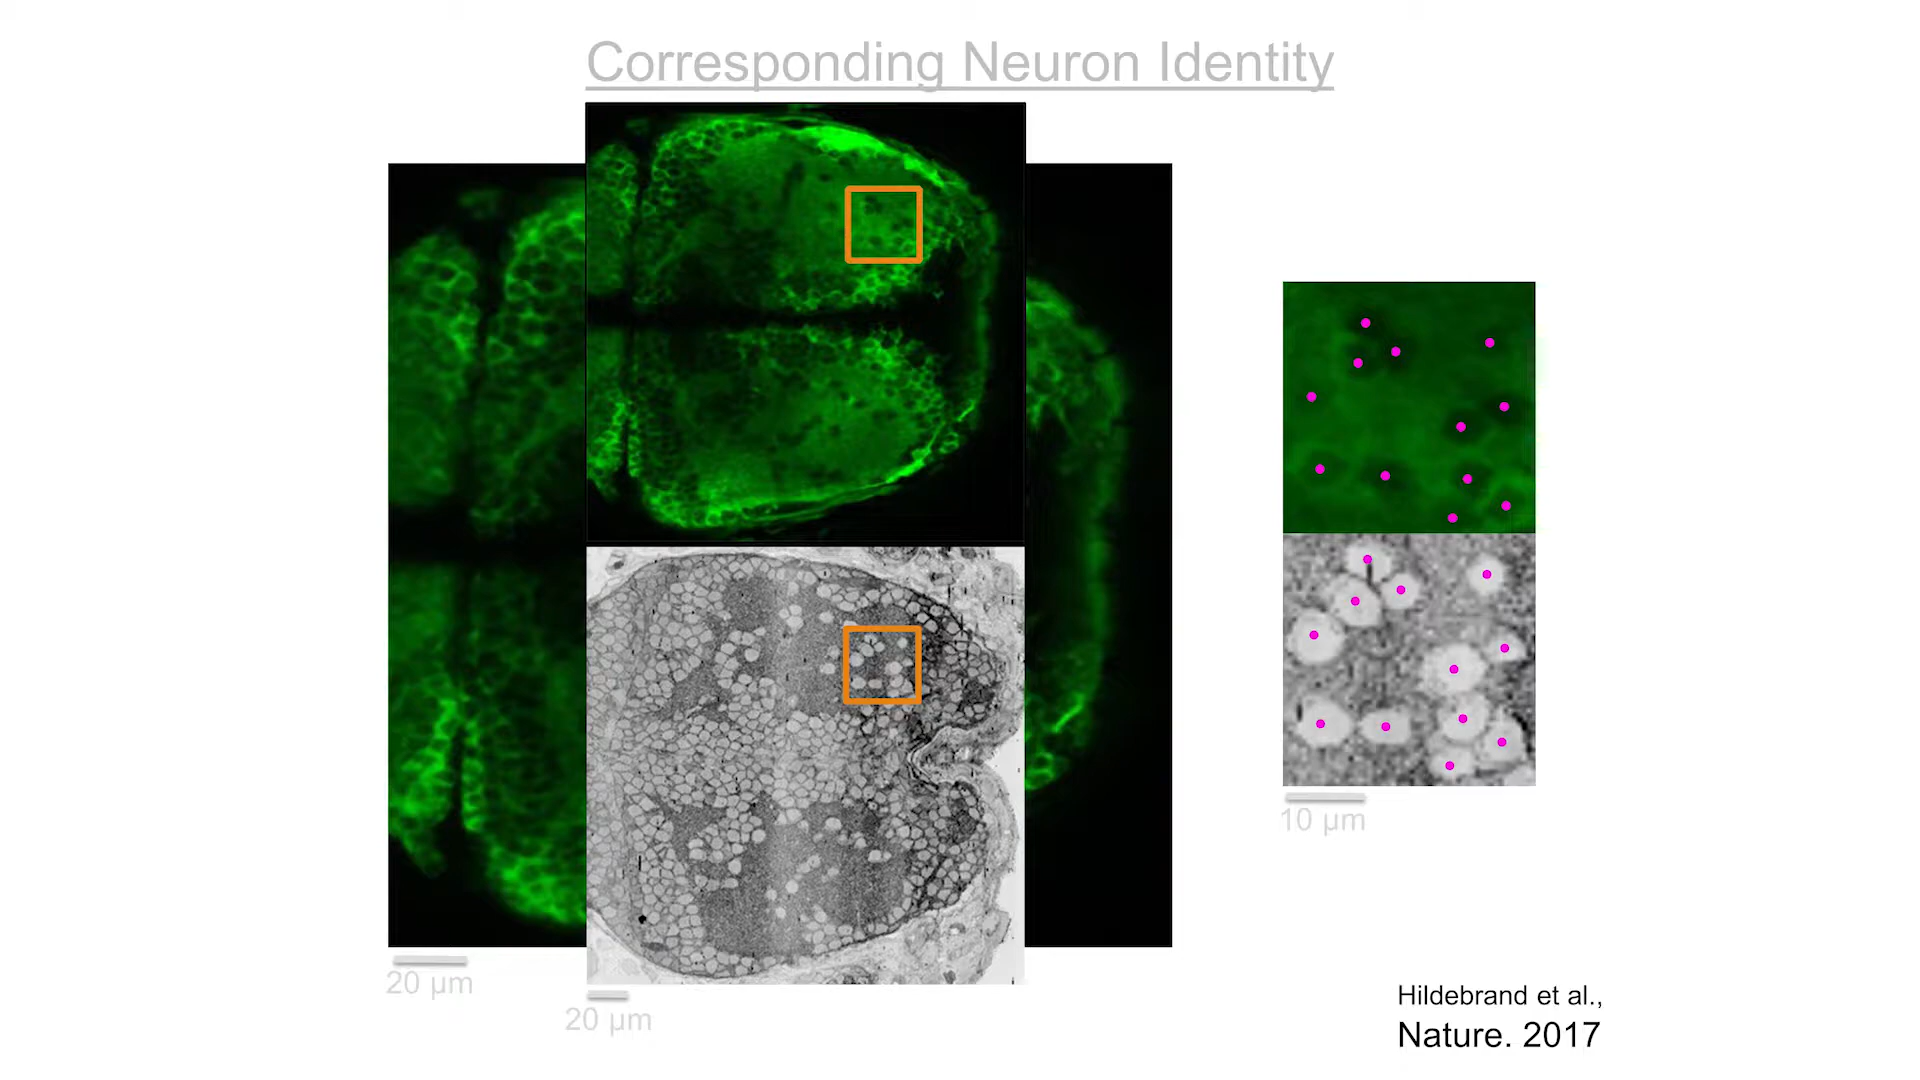 Corresponding Neuron Identity
10 µm
20 µm
20 µm
Hildebrand et al.,
Nature. 2017